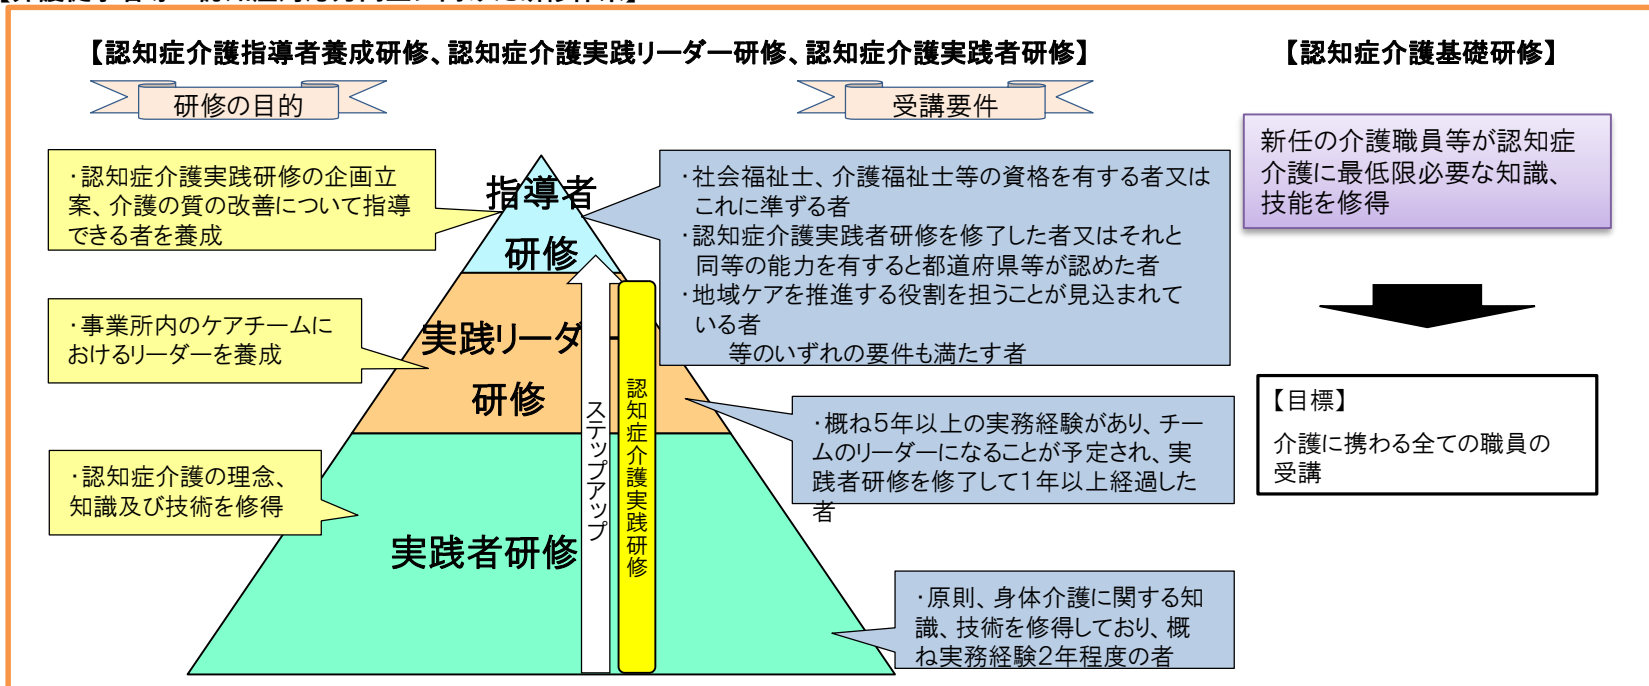 【認知症介護指導者養成研修、認知症介護実践リーダー研修、認知症介護実践者研修】
【認知症介護基礎研修】
研修の目的
受講要件
・認知症介護実践研修の企画立
案、介護の質の改善について指導
できる者を養成
・事業所内のケアチームに
おけるリーダーを養成
・認知症介護の理念、
知識及び技術を修得
指導者
研修
実践リーダー
研修
実践者研修
ステップアップ
認知症介護実践研修
・社会福祉士、介護福祉士等の資格を有する者又は
これに準ずる者
・認知症介護実践者研修を修了した者又はそれと
同等の能力を有すると都道府県等が認めた者
・地域ケアを推進する役割を担うことが見込まれて
いる者
等のいずれの要件も満たす者
・概ね5年以上の実務経験があり、チー
ムのリーダーになることが予定され、実
践者研修を修了して1年以上経過した
者
・原則、身体介護に関する知
識、技術を修得しており、概
ね実務経験2年程度の者
新任の介護職員等が認知症
介護に最低限必要な知識、
技能を修得
【目標】
介護に携わる全ての職員の
受講